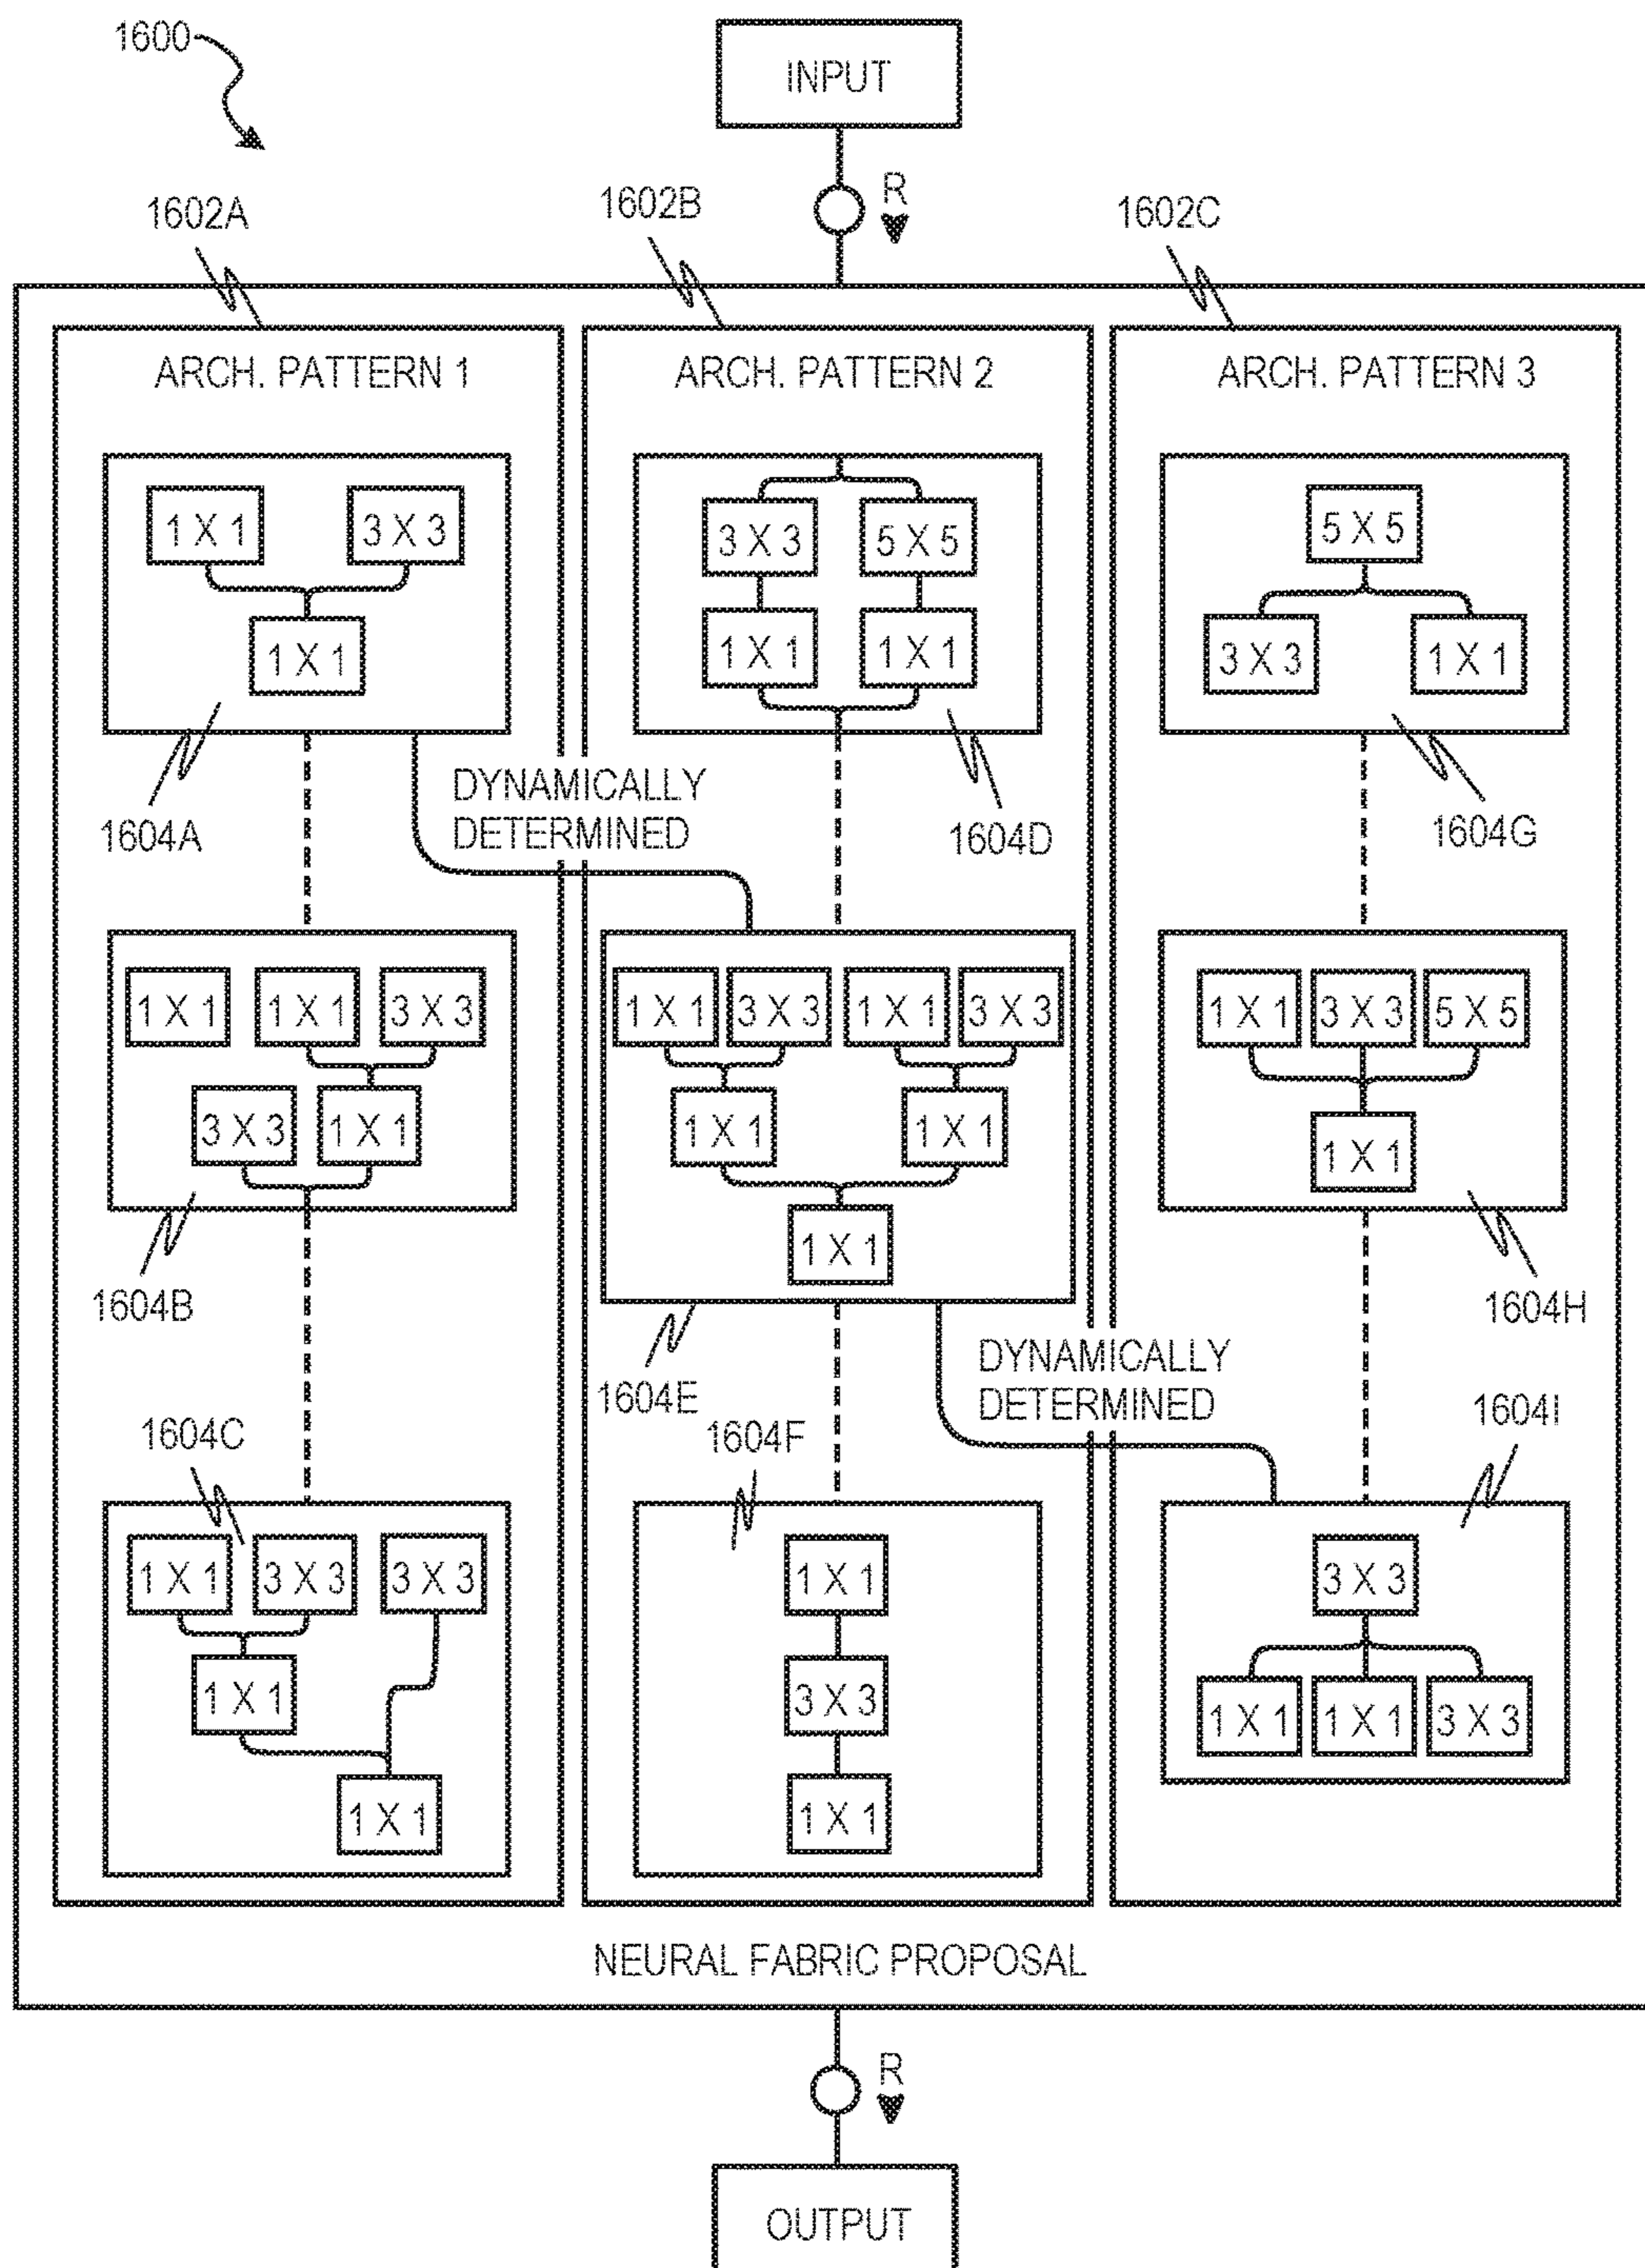 1600
INPUT
R
1602A
1602B
1602C
ARCH. PATTERN 1
1 X 1
3 X 3
1 X 1
1604A
DYNAMICALLY
DETERMINED
1 X 1
1 X 1
3 X 3
3 X 3
1 X 1
1604B
1604C
1 X 1
3 X 3
3 X 3
1 X 1
1 X 1
ARCH. PATTERN 2
3 X 3
5 X 5
1 X 1
1 X 1
1604D
1 X 1
3 X 3
1 X 1
3 X 3
1 X 1
1 X 1
1 X 1
1604E
DYNAMICALLY
DETERMINED
1604F
1 X 1
3 X 3
1 X 1
ARCH. PATTERN 3
5 X 5
3 X 3
1 X 1
1604G
1 X 1
3 X 3
5 X 5
1 X 1
1604H
1604I
3 X 3
1 X 1
1 X 1
3 X 3
NEURAL FABRIC PROPOSAL
R
OUTPUT